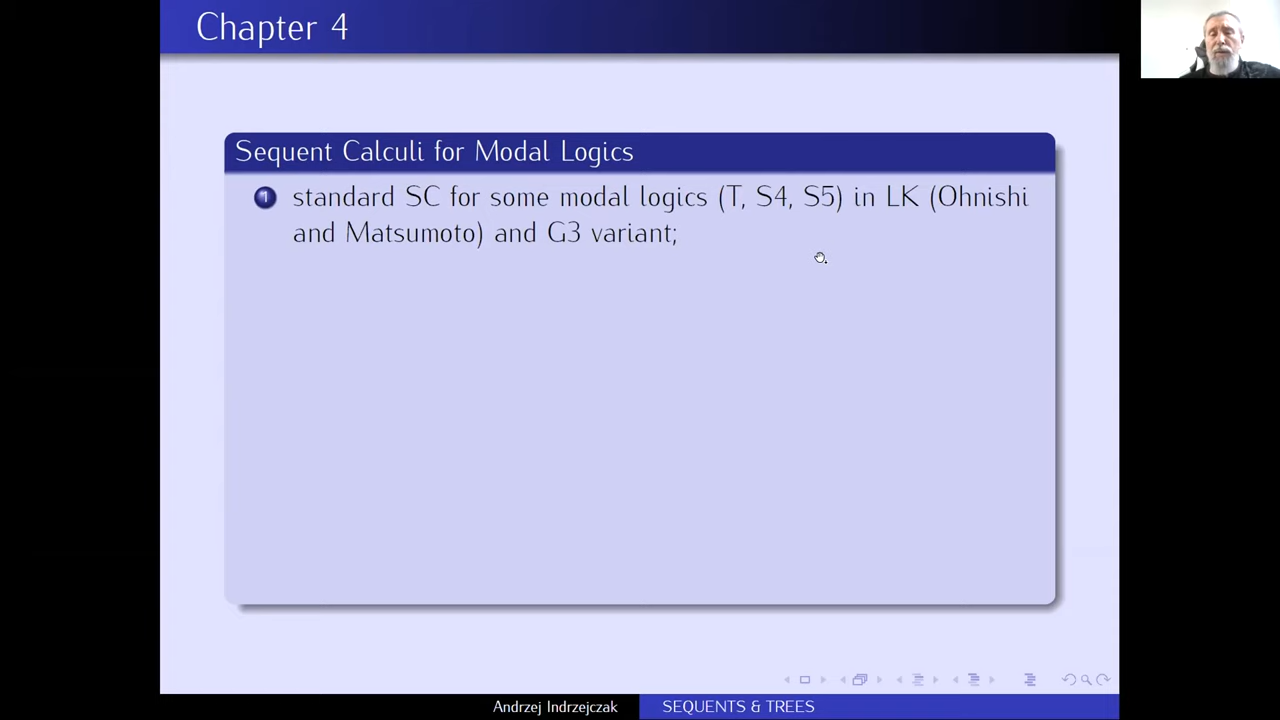 Chapter 4
Sequent Calculi for Modal Logics
1 standard SC for some modal logics (T, S4, S5) in LK (Ohnishi
and Matsumoto) and G3 variant;
Andrzej Indrzejczak SEQUENTS & TREES